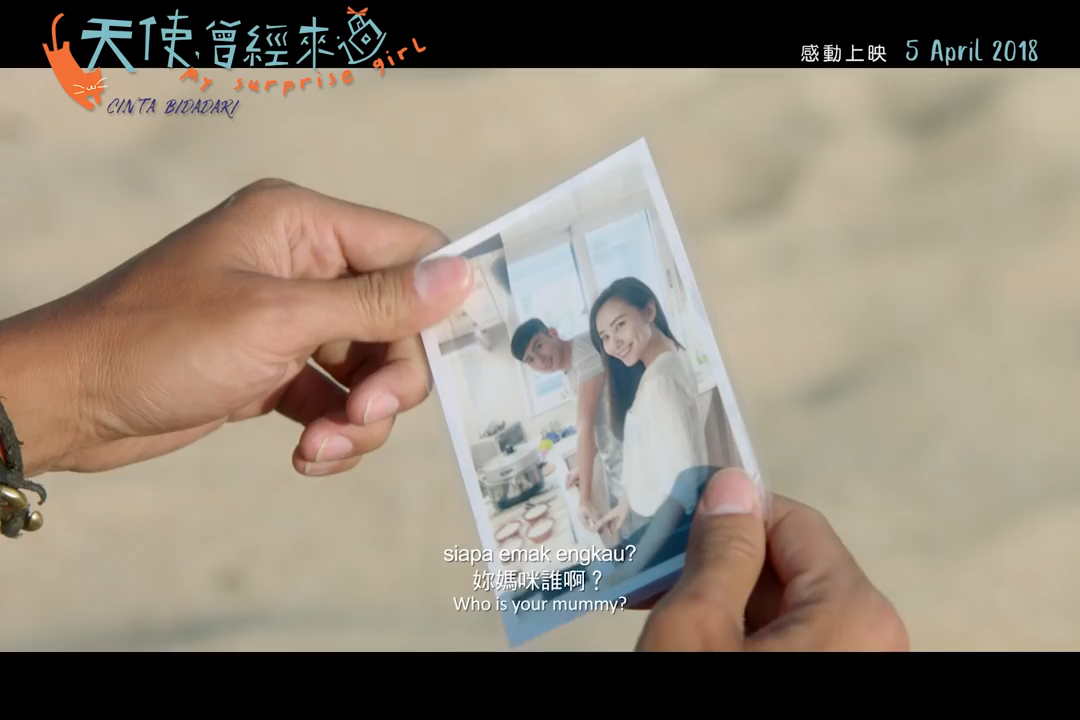 天使,曾經來過
My surprise girl
CINTA BIDADARI
感動上映 5 April 2018
siapa emak engkau?
妳媽咪誰啊？
Who is your mummy?